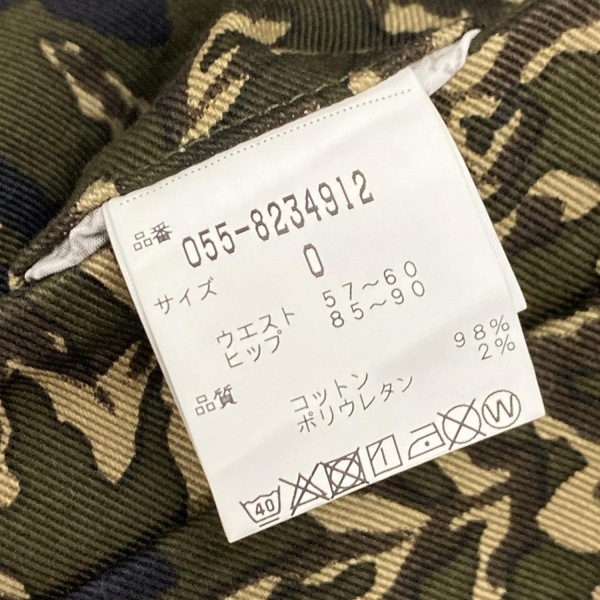 品番 055-8234912
サイズ 0
ウエスト 57~60
ヒップ 85~90
品質 コットン 98%
ポリウレタン 2%
40 W